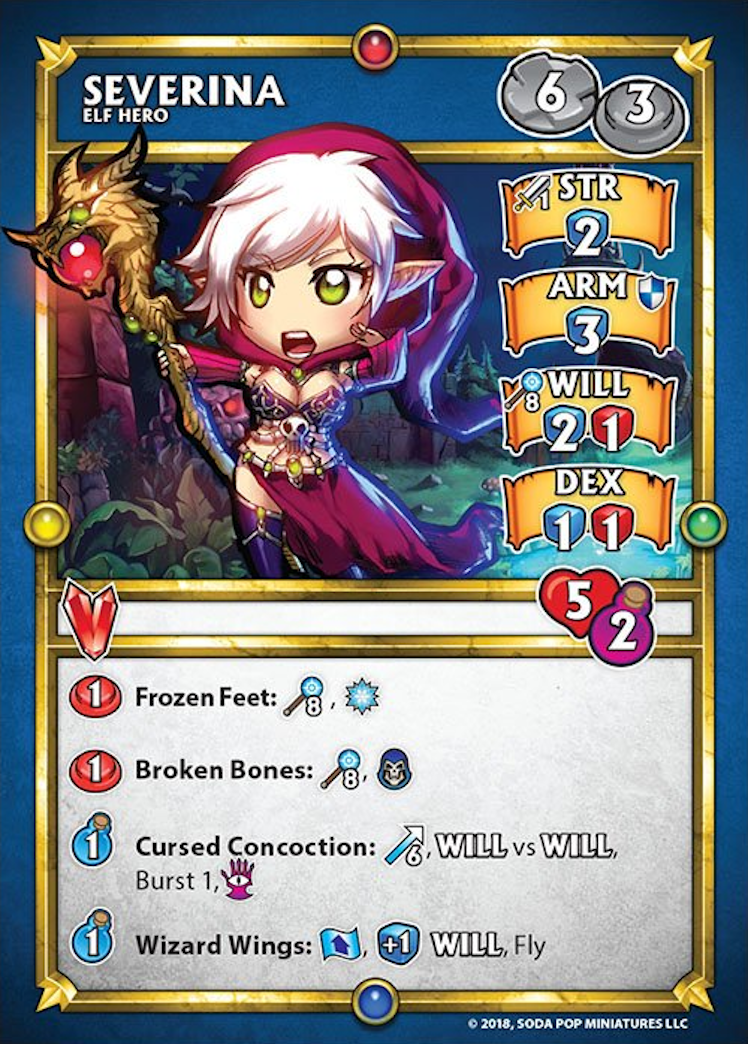 SEVERINA
ELF HERO
6 3
1 STR
2
ARM
3
8 WILL
2 1
DEX
1 1
5 2
1 Frozen Feet: 8,
1 Broken Bones: 8,
1 Cursed Concoction: 6, WILL vs WILL,
Burst 1,
1 Wizard Wings: , +1 WILL, Fly
© 2018, SODA POP MINIATURES LLC